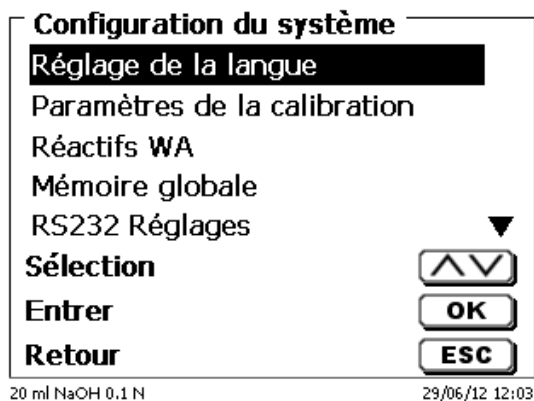 Configuration du système
Réglage de la langue
Paramètres de la calibration
Réactifs WA
Mémoire globale
RS232 Réglages ▼
Sélection
Entrer OK
Retour ESC
20 ml NaOH 0.1 N 29/06/12 12:03